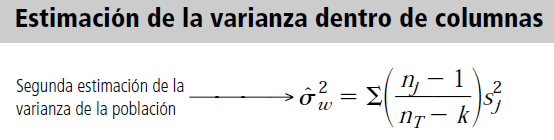 Estimación de la varianza dentro de columnas
Segunda estimación de la
varianza de la población
σ̂²_w = Σ((n_j − 1)/(n_T − k)) s²_j